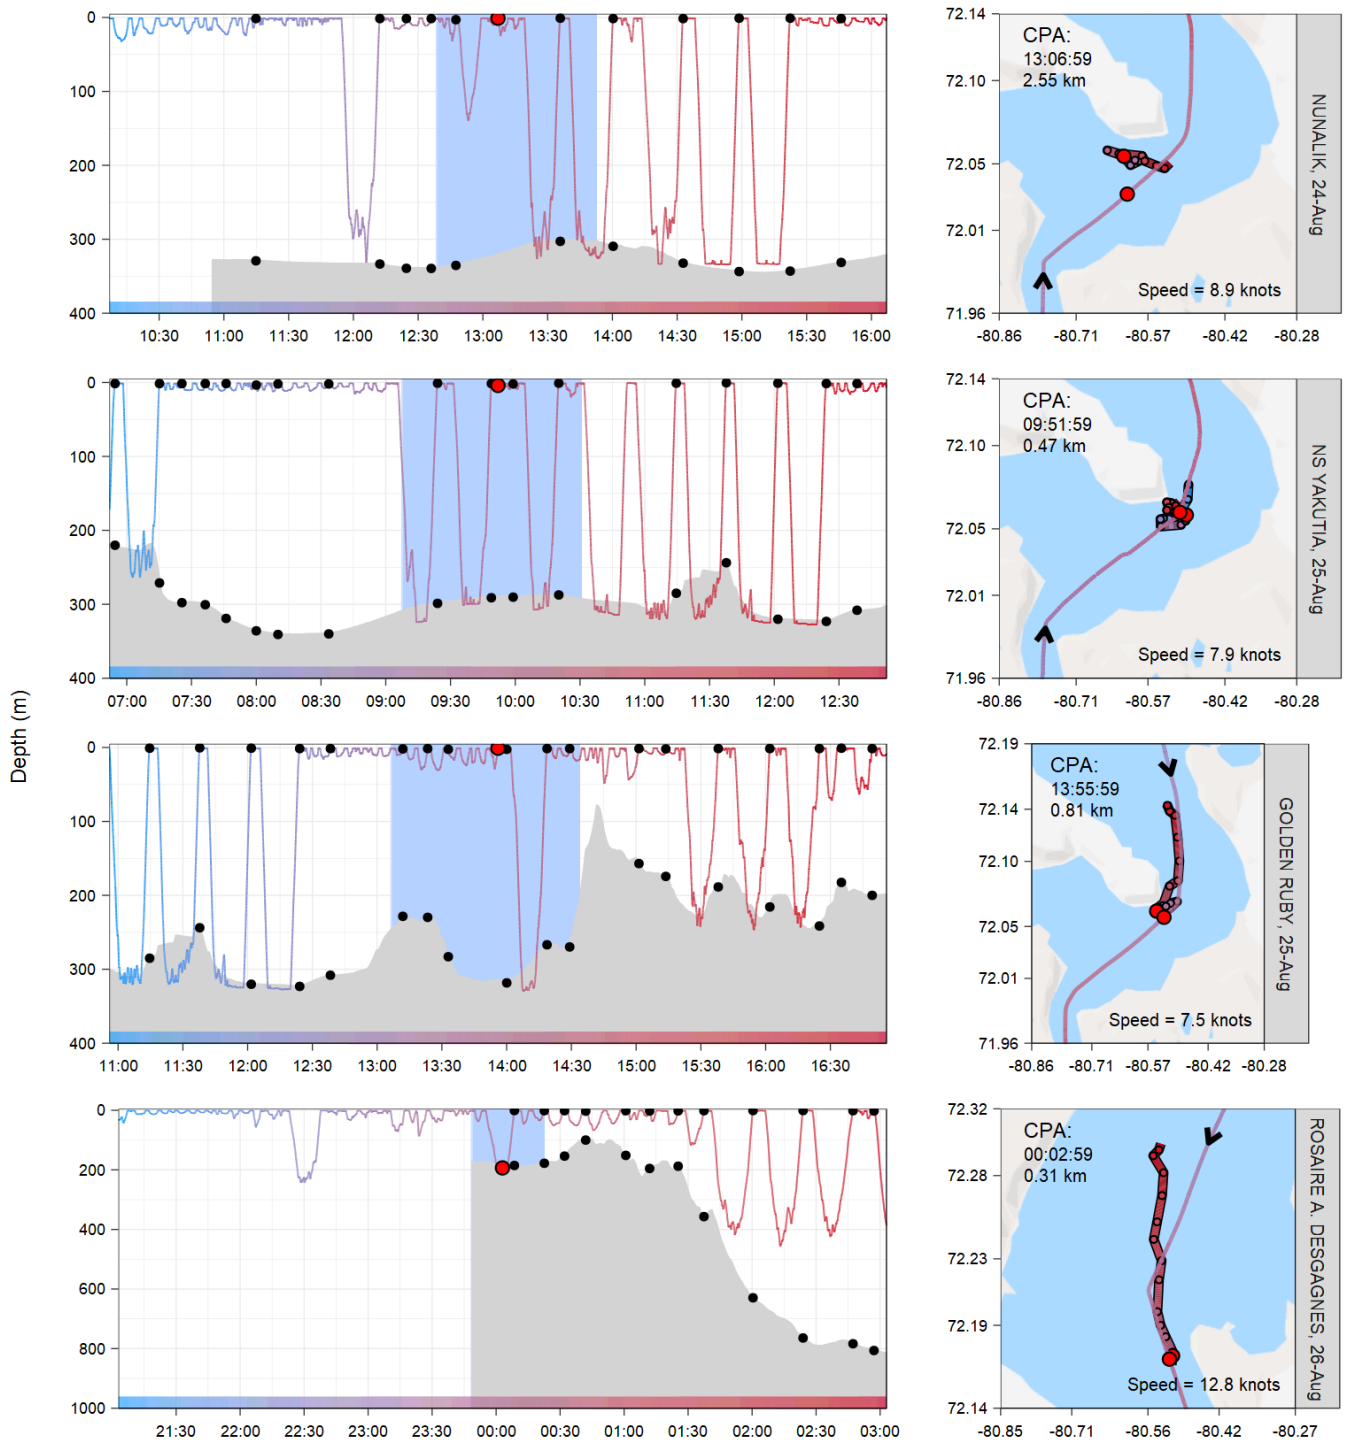 Depth (m)
0
100
200
300
400
10:30 11:00 11:30 12:00 12:30 13:00 13:30 14:00 14:30 15:00 15:30 16:00
72.14
72.10
72.05
72.01
71.96
CPA:
13:06:59
2.55 km
Speed = 8.9 knots
-80.86 -80.71 -80.57 -80.42 -80.28
NUNALIK, 24-Aug
0
100
200
300
400
07:00 07:30 08:00 08:30 09:00 09:30 10:00 10:30 11:00 11:30 12:00 12:30
72.14
72.10
72.05
72.01
71.96
CPA:
09:51:59
0.47 km
Speed = 7.9 knots
-80.86 -80.71 -80.57 -80.42 -80.28
NS YAKUTIA, 25-Aug
0
100
200
300
400
11:00 11:30 12:00 12:30 13:00 13:30 14:00 14:30 15:00 15:30 16:00 16:30
72.19
72.14
72.10
72.05
72.01
71.96
CPA:
13:55:59
0.81 km
Speed = 7.5 knots
-80.86 -80.71 -80.57 -80.42 -80.28
GOLDEN RUBY, 25-Aug
0
200
400
600
800
1000
21:30 22:00 22:30 23:00 23:30 00:00 00:30 01:00 01:30 02:00 02:30 03:00
72.32
72.28
72.23
72.19
72.14
CPA:
00:02:59
0.31 km
Speed = 12.8 knots
-80.85 -80.71 -80.56 -80.42 -80.27
ROSAIRE A. DESGAGNES, 26-Aug